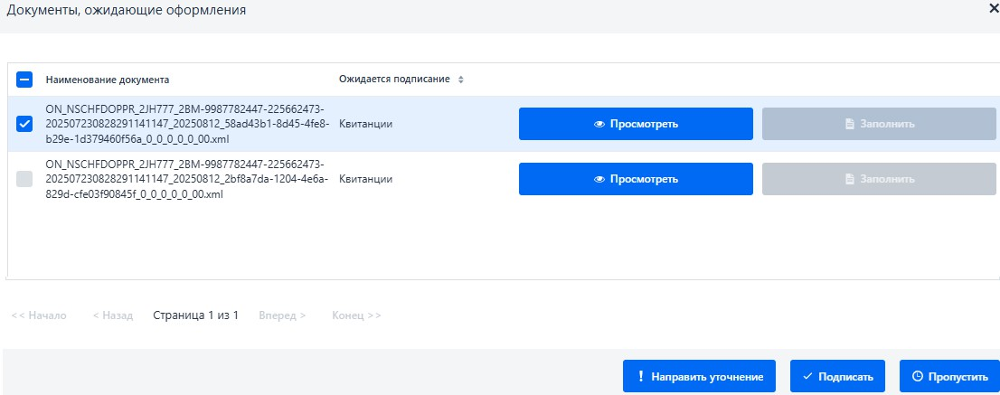 Документы, ожидающие оформления
Наименование документа
Ожидается подписание
ON_NSCHFDOPPR_2JH777_2BM-9987782447-225662473-
202507230828291141147_20250812_58ad43b1-8d45-4fe8-
b29e-1d379460f56a_0_0_0_0_0_00.xml
Квитанции
Просмотреть
Заполнить
ON_NSCHFDOPPR_2JH777_2BM-9987782447-225662473-
202507230828291141147_20250812_2bf8a7da-1204-4e6a-
829d-cfe03f90845f_0_0_0_0_0_00.xml
Квитанции
Просмотреть
Заполнить
<< Начало
< Назад
Страница 1 из 1
Вперед >
Конец >>
Направить уточнение
Подписать
Пропустить